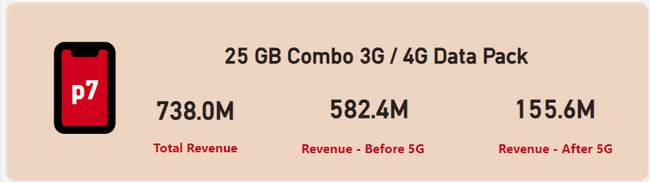 25 GB Combo 3G / 4G Data Pack
p7
738.0M 582.4M 155.6M
Total Revenue Revenue - Before 5G Revenue - After 5G